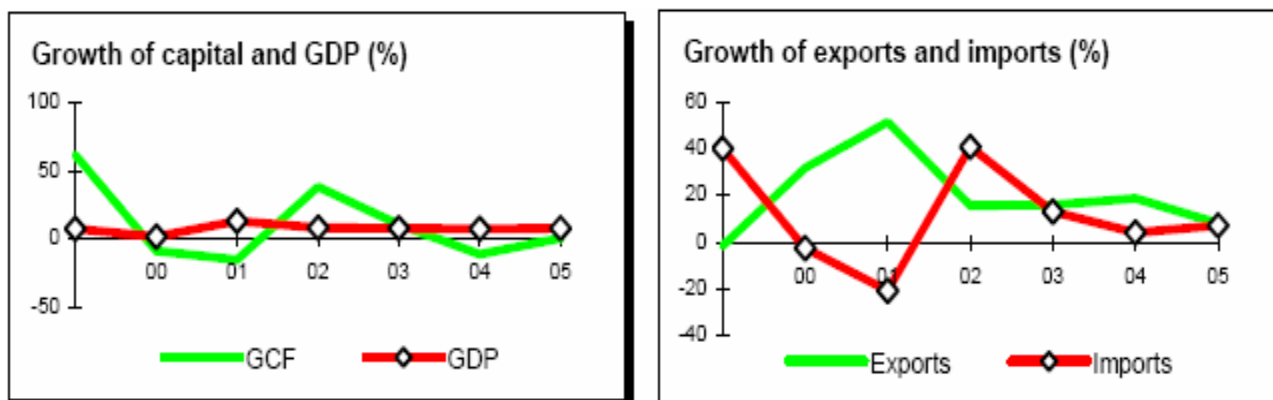 Growth of capital and GDP (%)
100
50
0
-50
00 01 02 03 04 05
GCF GDP
Growth of exports and imports (%)
60
40
20
0
-20
-40
00 01 02 03 04 05
Exports Imports